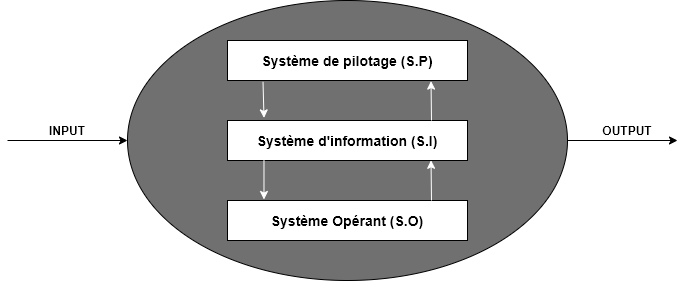 Système de pilotage (S.P)
INPUT
OUTPUT
Système d'information (S.I)
Système Opérant (S.O)